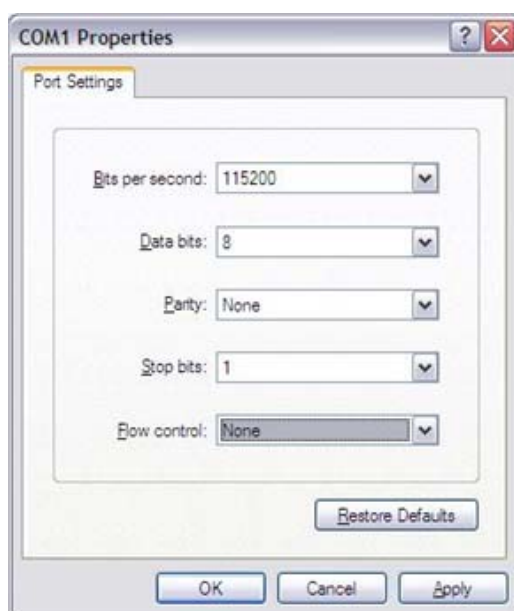 COM1 Properties
Port Settings
Bits per second: 115200
Data bits: 8
Parity: None
Stop bits: 1
Flow control: None
Restore Defaults
OK Cancel Apply